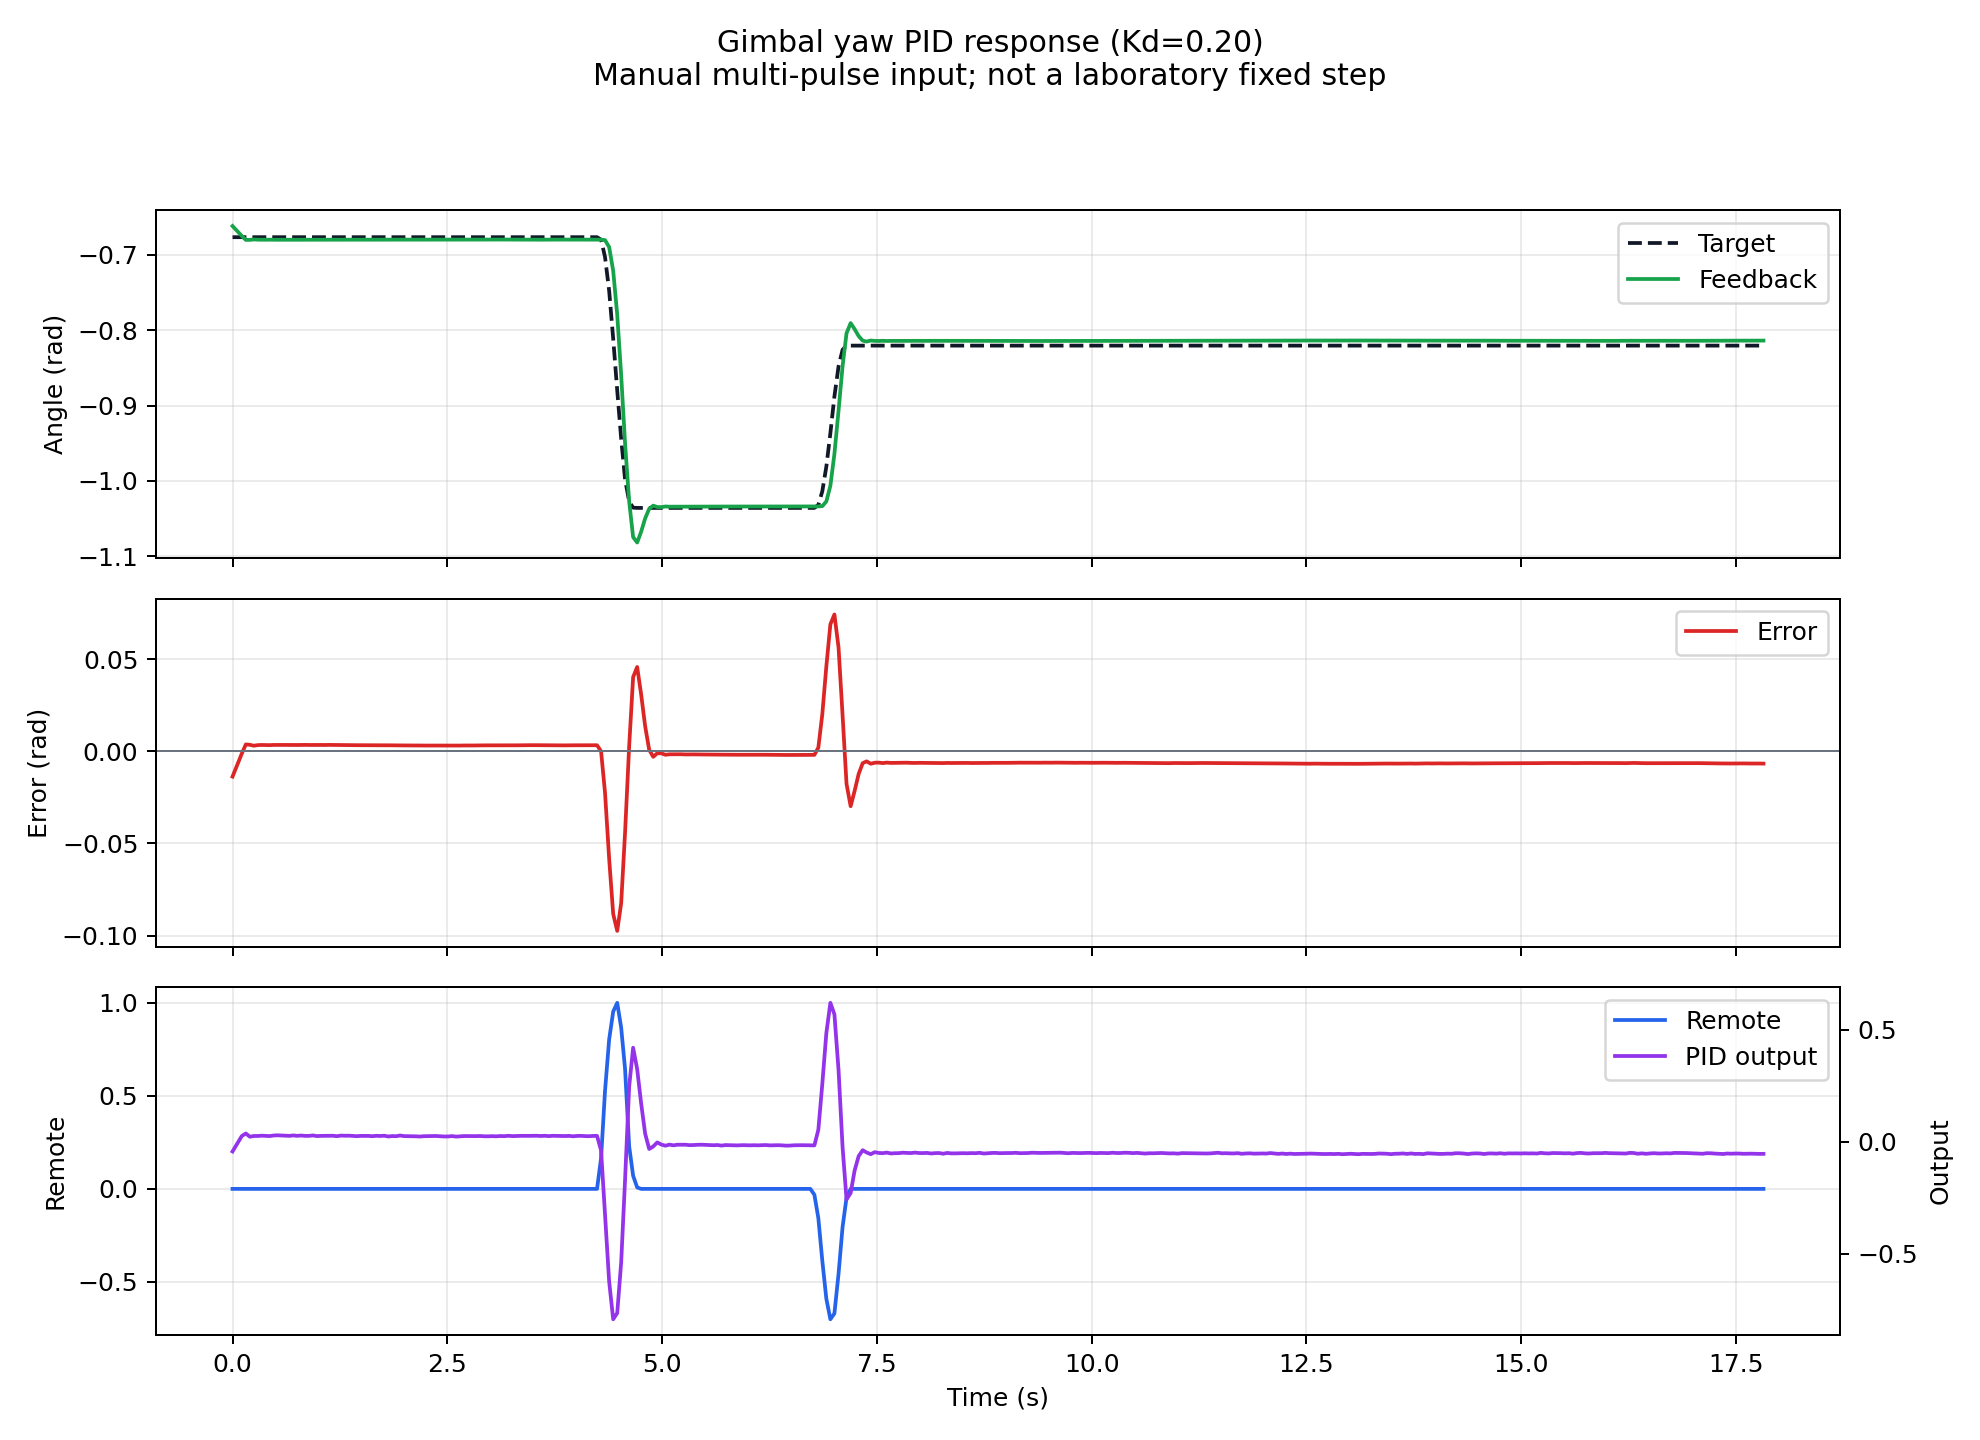 Gimbal yaw PID response (Kd=0.20)
Manual multi-pulse input; not a laboratory fixed step
Angle (rad)
−0.7
−0.8
−0.9
−1.0
−1.1
Target
Feedback
Error (rad)
0.05
0.00
−0.05
−0.10
Error
Remote
1.0
0.5
0.0
−0.5
Remote
PID output
0.5
0.0
−0.5
Output
0.0 2.5 5.0 7.5 10.0 12.5 15.0 17.5
Time (s)